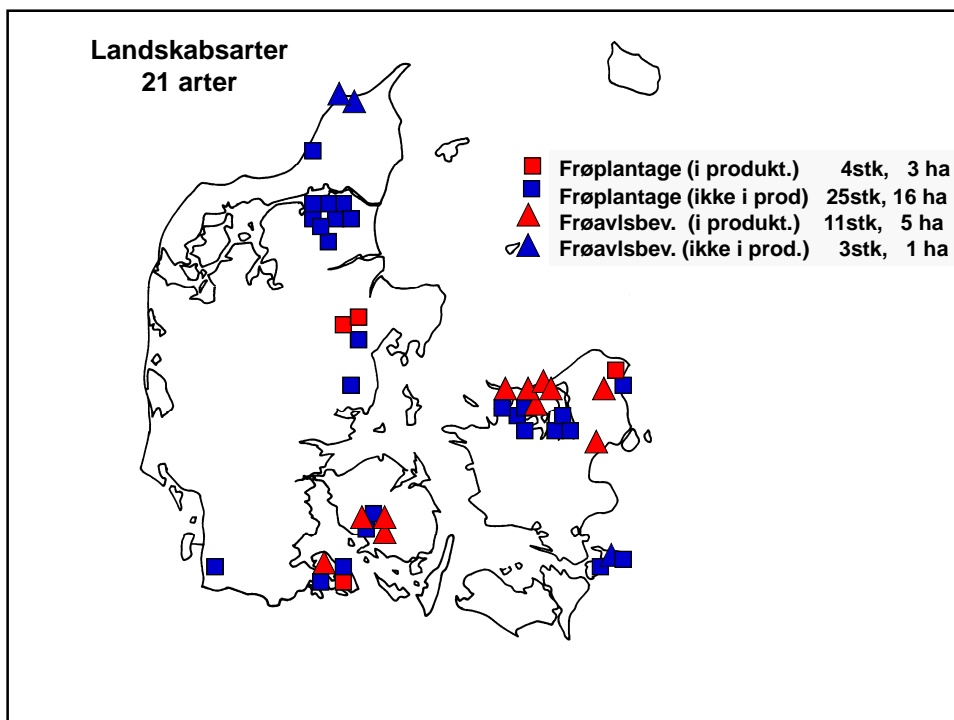 Landskabsarter
21 arter
Frøplantage (i produkt.) 4stk, 3 ha
Frøplantage (ikke i prod) 25stk, 16 ha
Frøavlsbev. (i produkt.) 11stk, 5 ha
Frøavlsbev. (ikke i prod.) 3stk, 1 ha